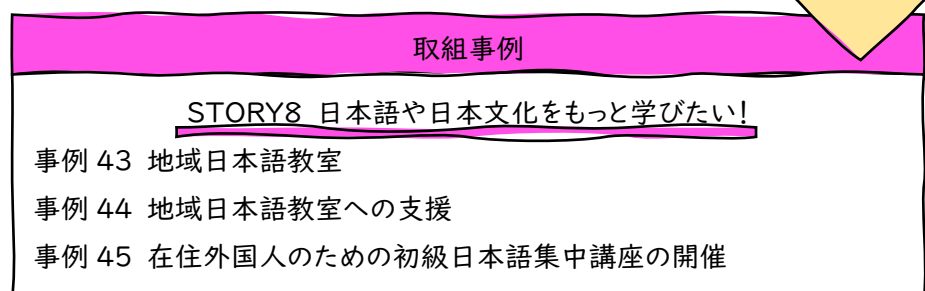 取組事例
STORY8 日本語や日本文化をもっと学びたい!
事例 43 地域日本語教室
事例 44 地域日本語教室への支援
事例 45 在住外国人のための初級日本語集中講座の開催